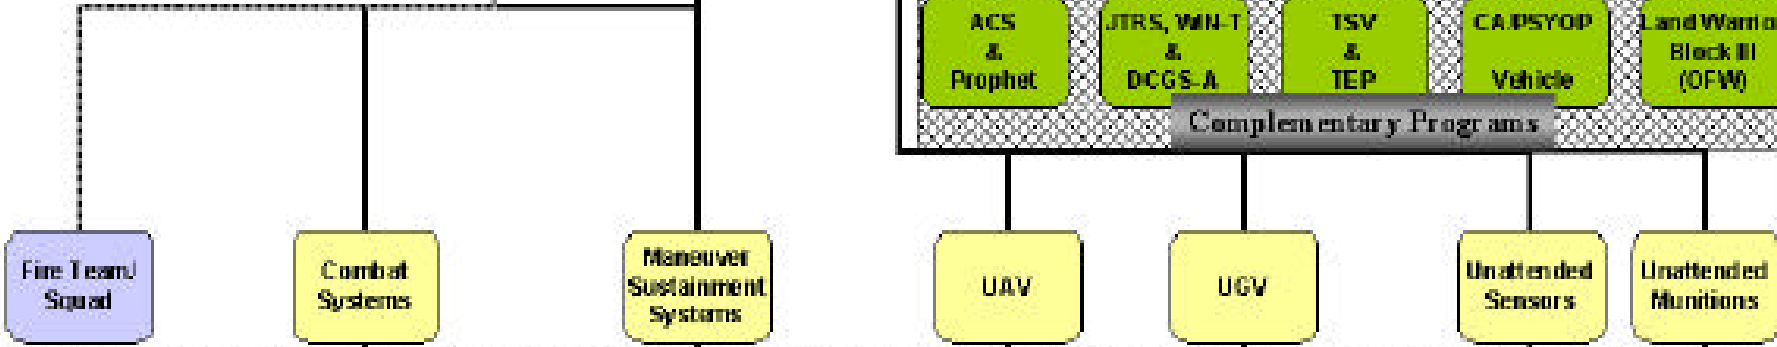 ACS
&
Prophet
JTRS, WIN-T
&
DCGS-A
TSV
&
TEP
CA/PSYOP
Vehicle
Land Warrio
Block III
(OFW)
Complementary Programs
Fire Team/
Squad
Combat
Systems
Maneuver
Sustainment
Systems
UAV
UGV
Unattended
Sensors
Unattended
Munitions